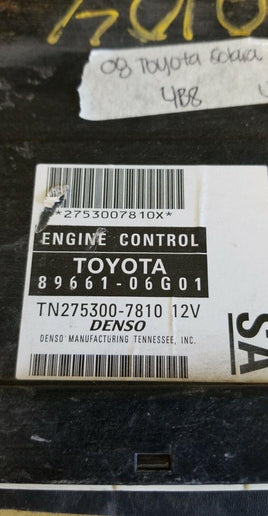 AUTO
08 Toyota Solara
4B8
*2753007810X*
ENGINE CONTROL
TOYOTA
89661-06G01
TN275300-7810 12V
DENSO
DENSO MANUFACTURING TENNESSEE, INC.
SA